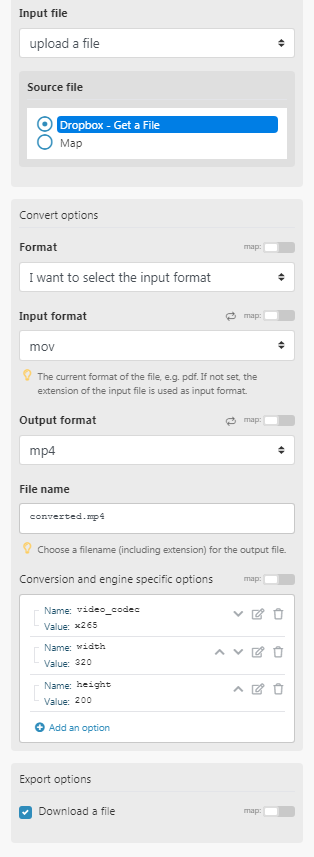 Input file
upload a file
Source file
Dropbox - Get a File
Map
Convert options
Format
map:
I want to select the input format
Input format
map:
mov
The current format of the file, e.g. pdf. If not set, the
extension of the input file is used as input format.
Output format
map:
mp4
File name
converted.mp4
Choose a filename (including extension) for the output file.
Conversion and engine specific options
map:
Name: video_codec
Value: x265
Name: width
Value: 320
Name: height
Value: 200
Add an option
Export options
Download a file
map: